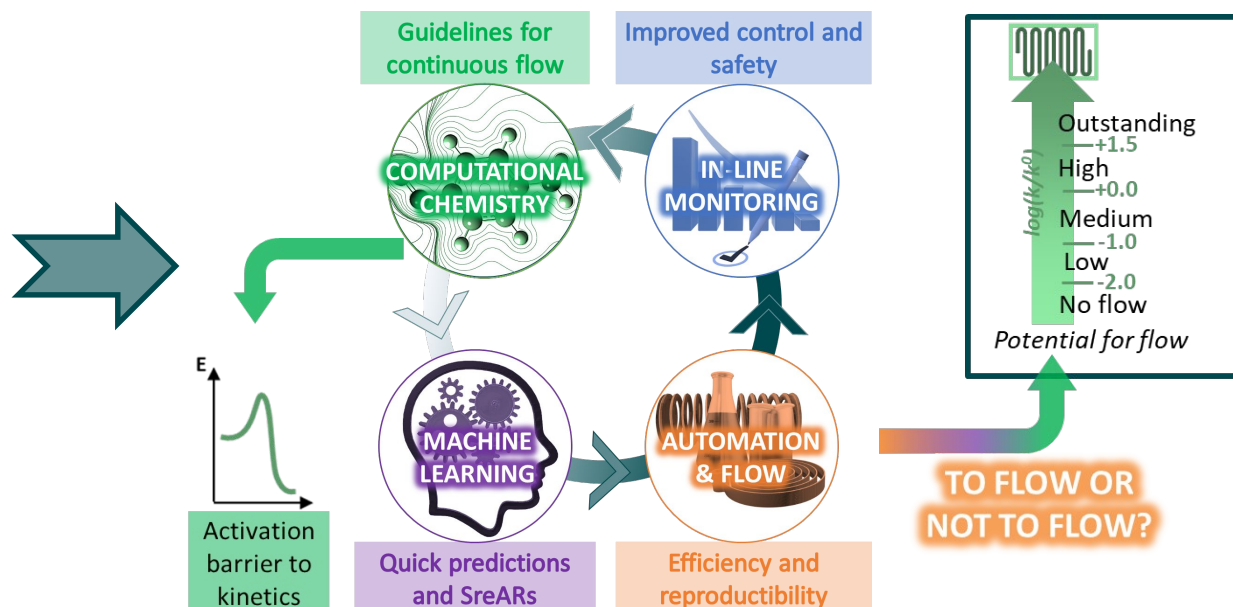 Guidelines for
continuous flow
Improved control and
safety
COMPUTATIONAL
CHEMISTRY
IN-LINE
MONITORING
E
Activation
barrier to
kinetics
MACHINE
LEARNING
AUTOMATION
& FLOW
Quick predictions
and SreARs
Efficiency and
reproductibility
log(k/k⁰)
Outstanding
+1.5
High
+0.0
Medium
-1.0
Low
-2.0
No flow
Potential for flow
TO FLOW OR
NOT TO FLOW?